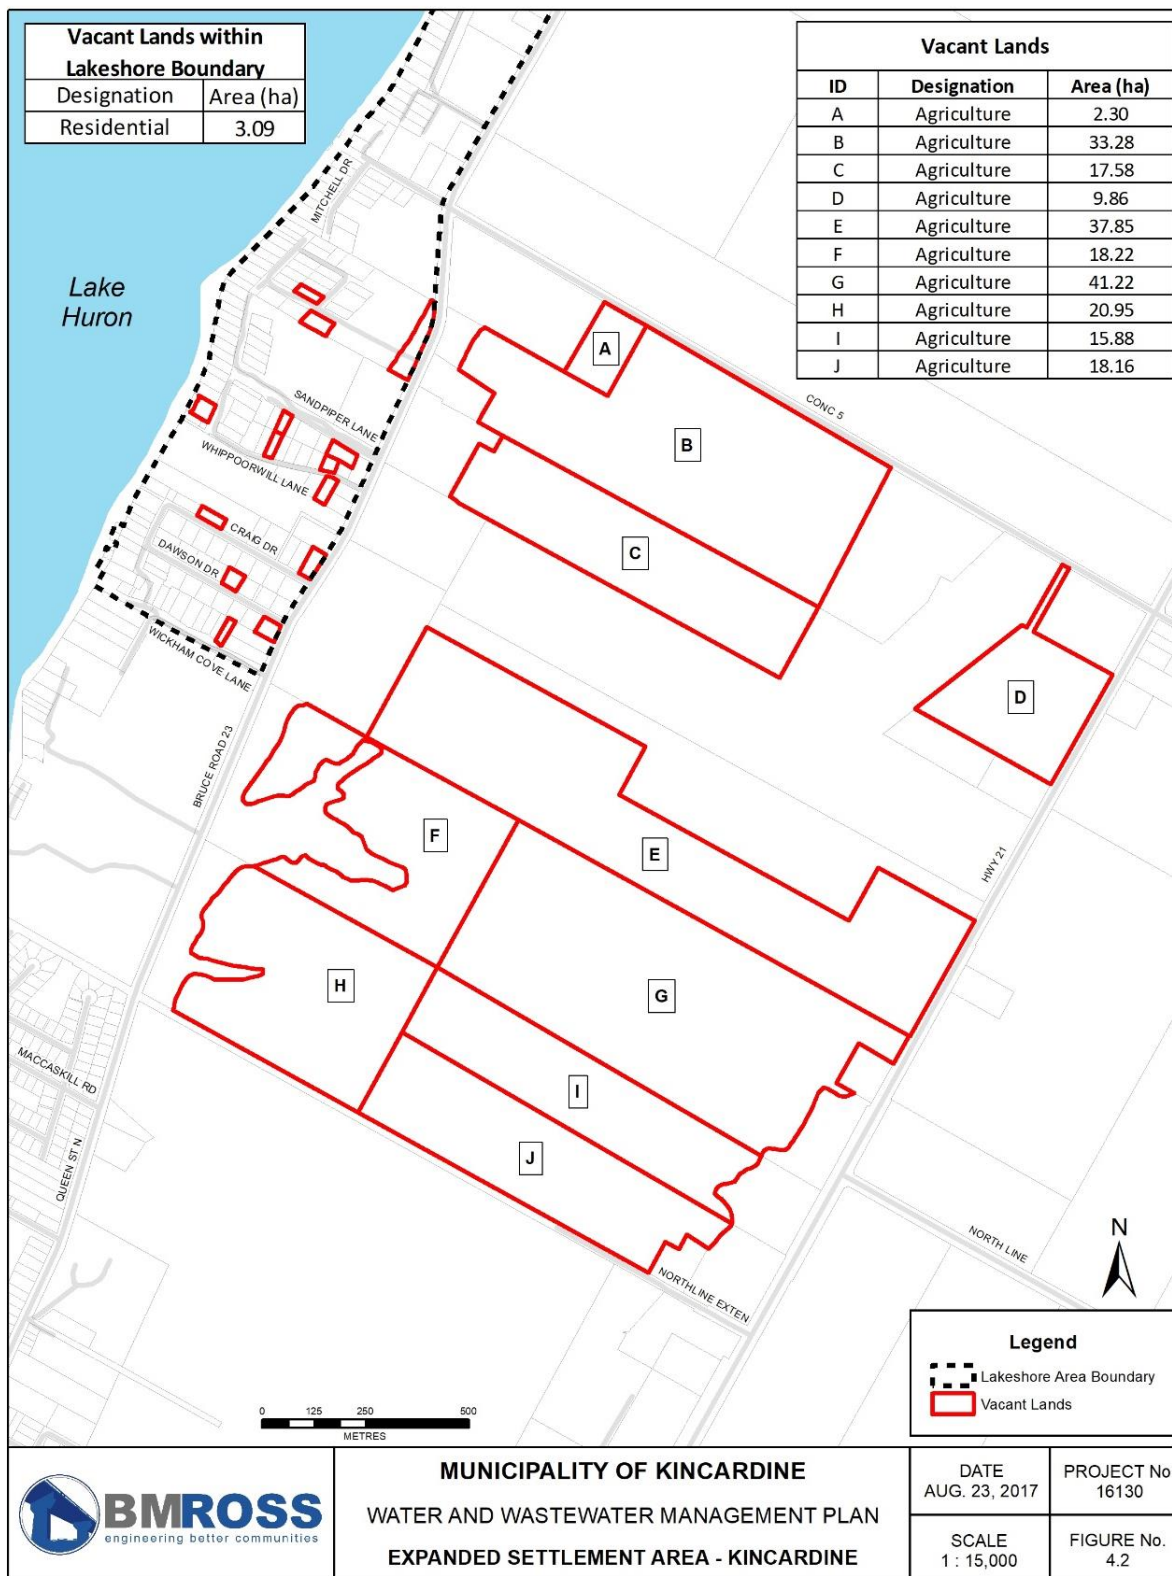 Vacant Lands within
Lakeshore Boundary
Designation Area (ha)
Residential 3.09
Vacant Lands
ID Designation Area (ha)
A Agriculture 2.30
B Agriculture 33.28
C Agriculture 17.58
D Agriculture 9.86
E Agriculture 37.85
F Agriculture 18.22
G Agriculture 41.22
H Agriculture 20.95
I Agriculture 15.88
J Agriculture 18.16
MITCHELL DR
Lake
Huron
A
SANDPIPER LANE
CONC 5
B
WHIPPOORWILL LANE
CRAIG DR
C
DAWSON DR
WICKHAM COVE LANE
D
BRUCE ROAD 23
F
E
HWY 21
H
G
MACCASKILL RD
I
J
QUEEN ST N
NORTH LINE
N
NORTHLINE EXTEN
Legend
Lakeshore Area Boundary
Vacant Lands
0 125 250 500
METRES
BMROSS
engineering better communities
MUNICIPALITY OF KINCARDINE
WATER AND WASTEWATER MANAGEMENT PLAN
EXPANDED SETTLEMENT AREA - KINCARDINE
DATE
AUG. 23, 2017
PROJECT No
16130
SCALE
1 : 15,000
FIGURE No.
4.2